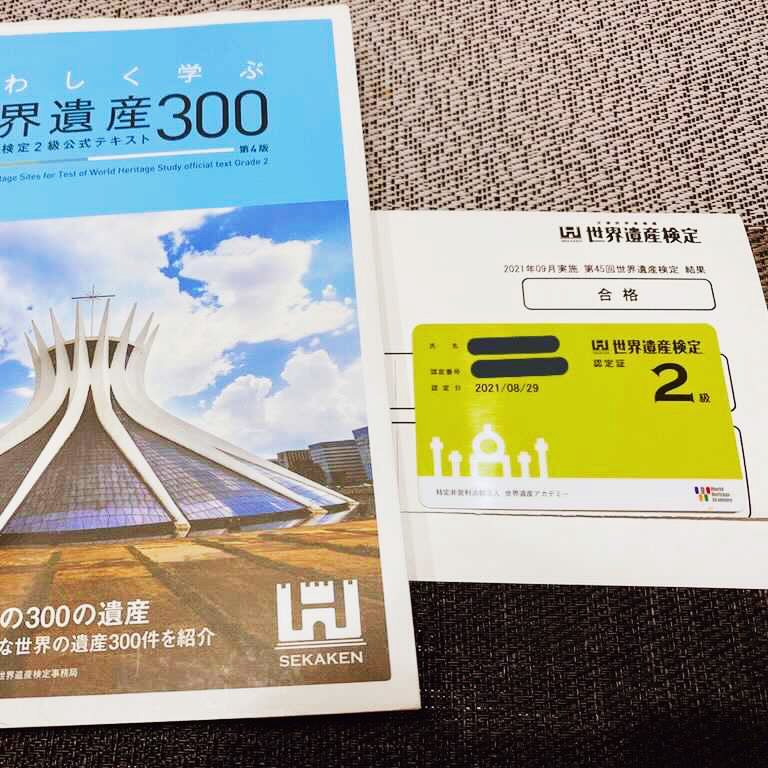 わしく学ぶ
界遺産300
検定2級公式テキスト 第4版
tage Sites for Test of World Heritage Study official text Grade 2
の300の遺産
な世界の遺産300件を紹介
世界遺産検定事務局
SEKAKEN
SEKAKEN 世界遺産検定
2021年09月実施 第45回世界遺産検定 結果
合格
氏名
認定番号
認定日 2021/08/29
世界遺産検定
認定証
2級
特定非営利活動法人 世界遺産アカデミー
World
Heritage
Academy